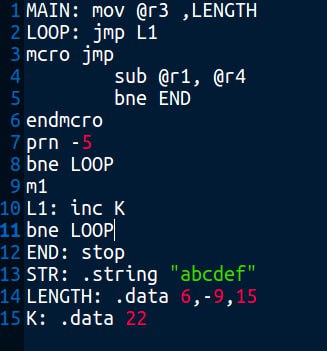 1 MAIN: mov @r3 ,LENGTH
2 LOOP: jmp L1
3 mcro jmp
4 sub @r1, @r4
5 bne END
6 endmcro
7 prn -5
8 bne LOOP
9 m1
10 L1: inc K
11 bne LOOP
12 END: stop
13 STR: .string "abcdef"
14 LENGTH: .data 6,-9,15
15 K: .data 22